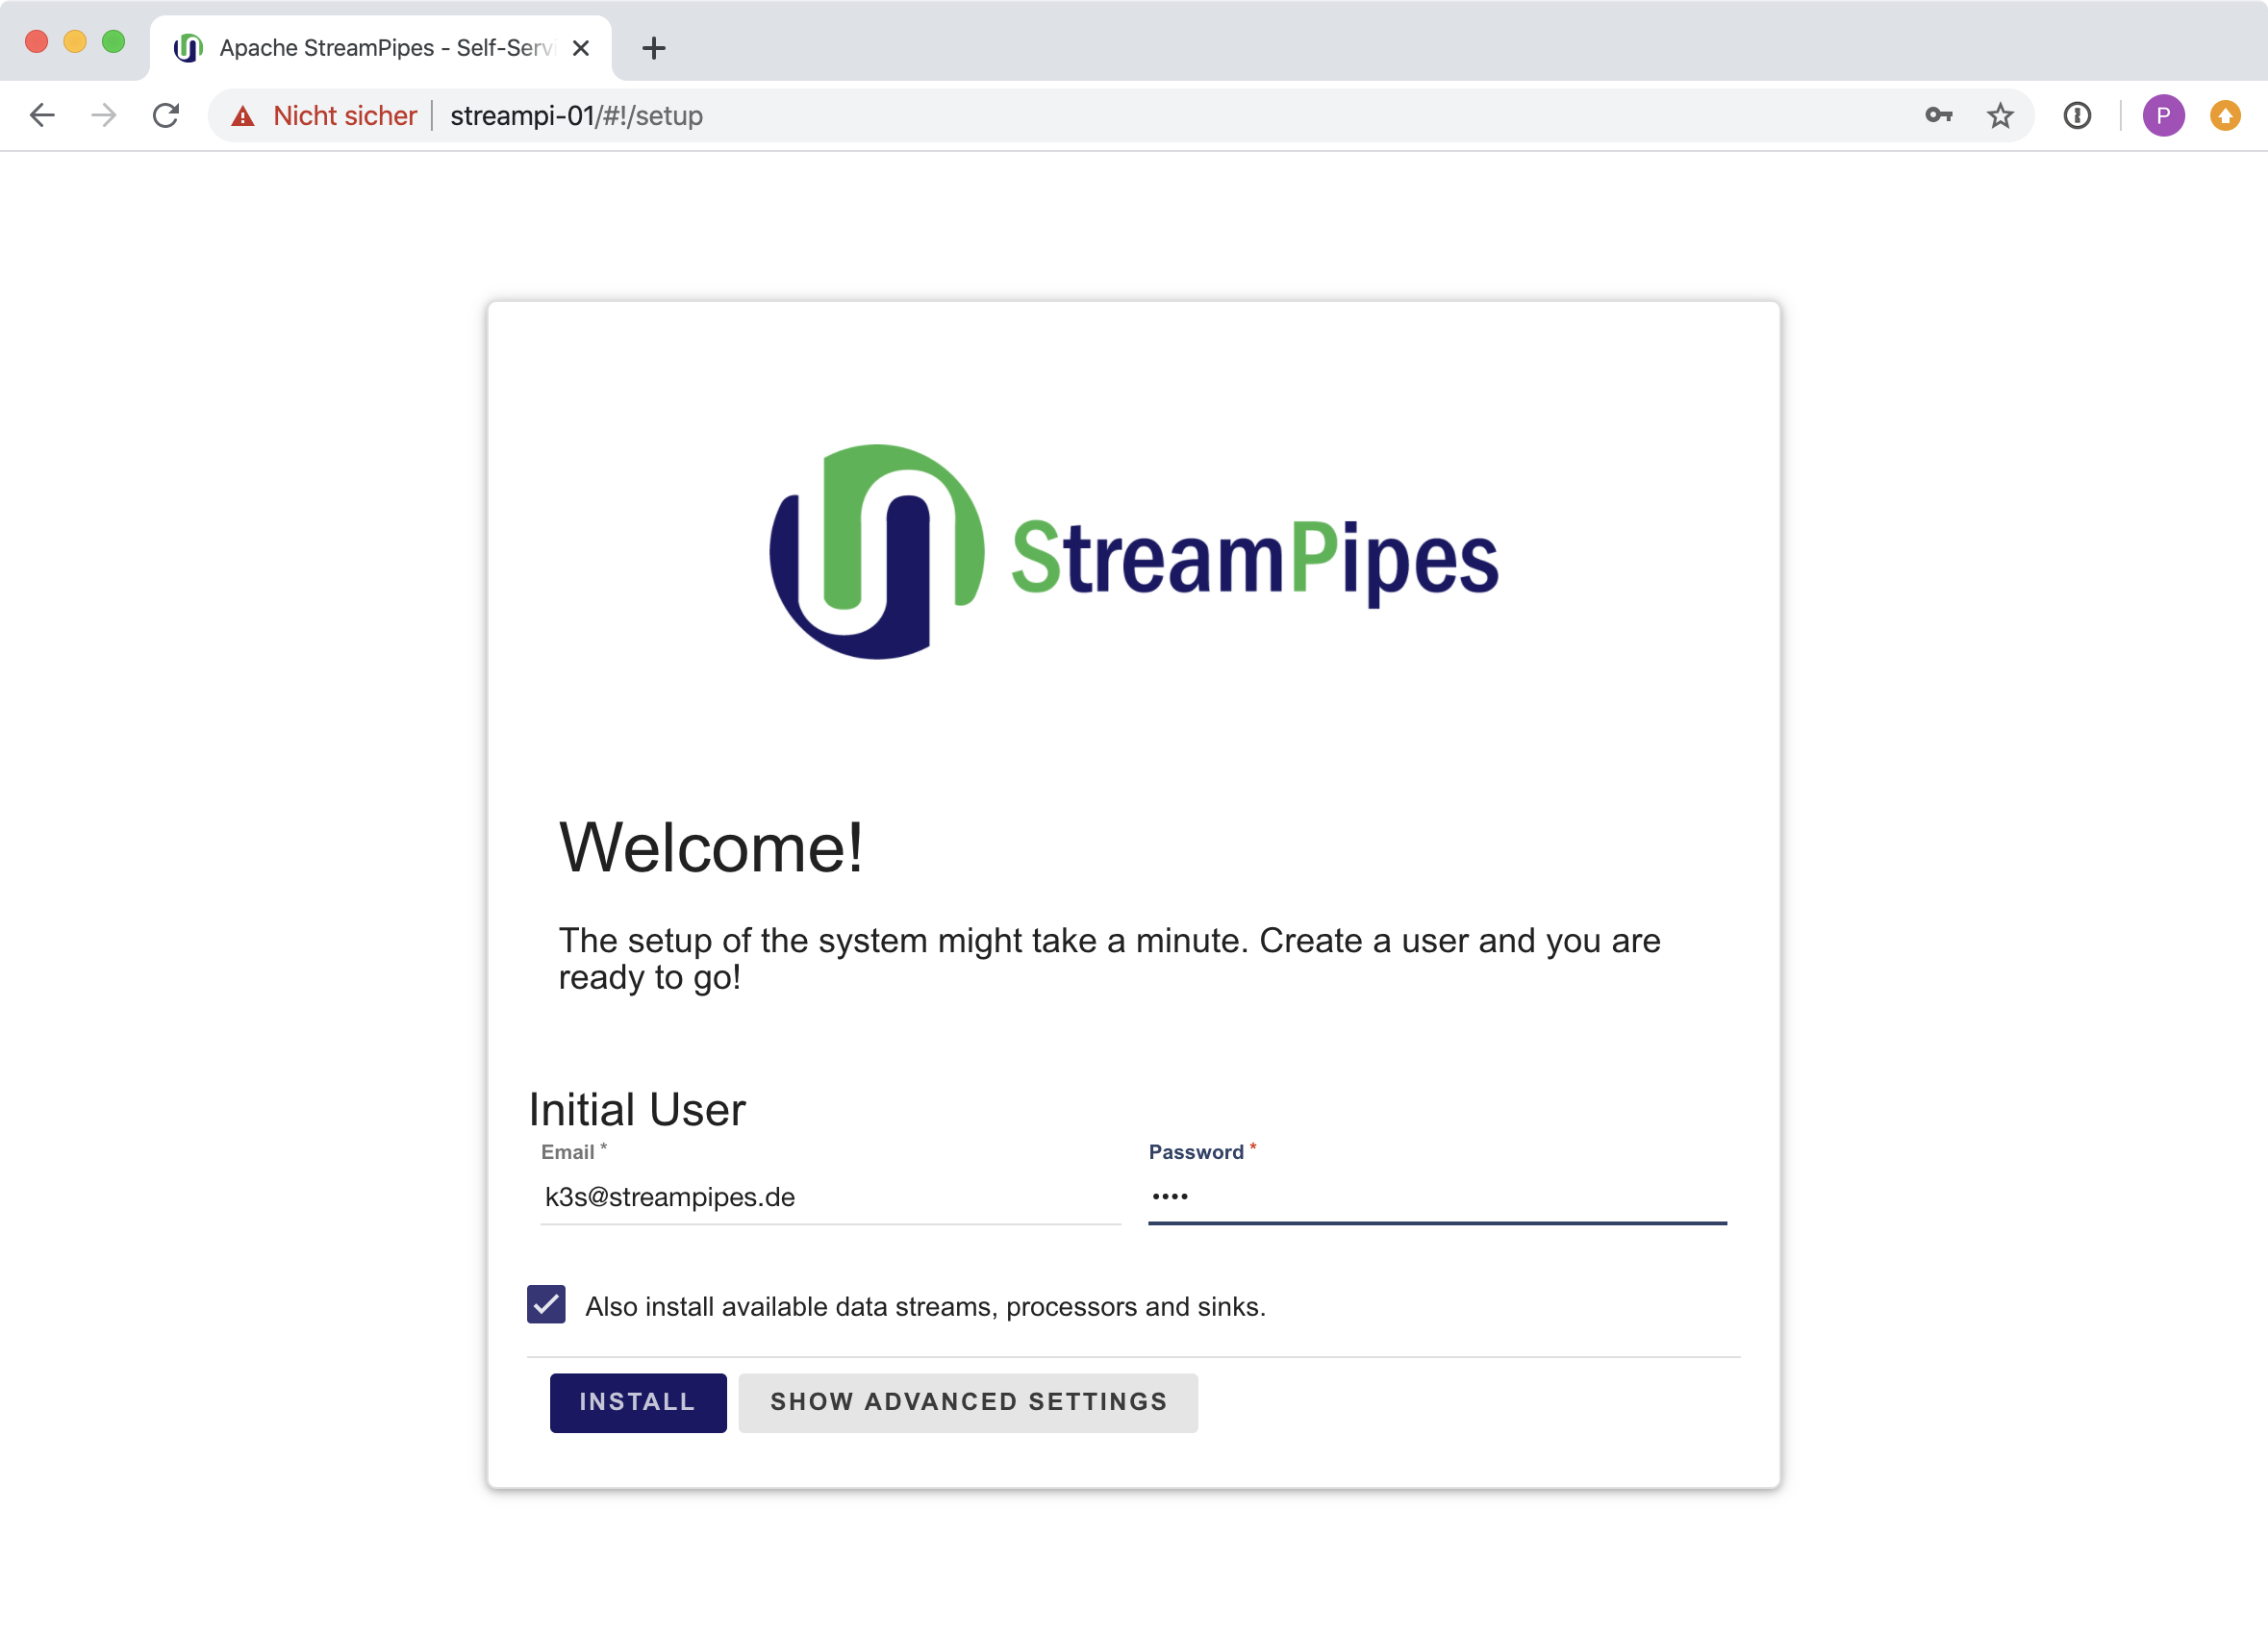 Apache StreamPipes - Self-Servi
Nicht sicher
streampi-01/#!/setup
P
StreamPipes
Welcome!
The setup of the system might take a minute. Create a user and you are
ready to go!
Initial User
Email *
Password *
k3s@streampipes.de
••••
Also install available data streams, processors and sinks.
INSTALL
SHOW ADVANCED SETTINGS